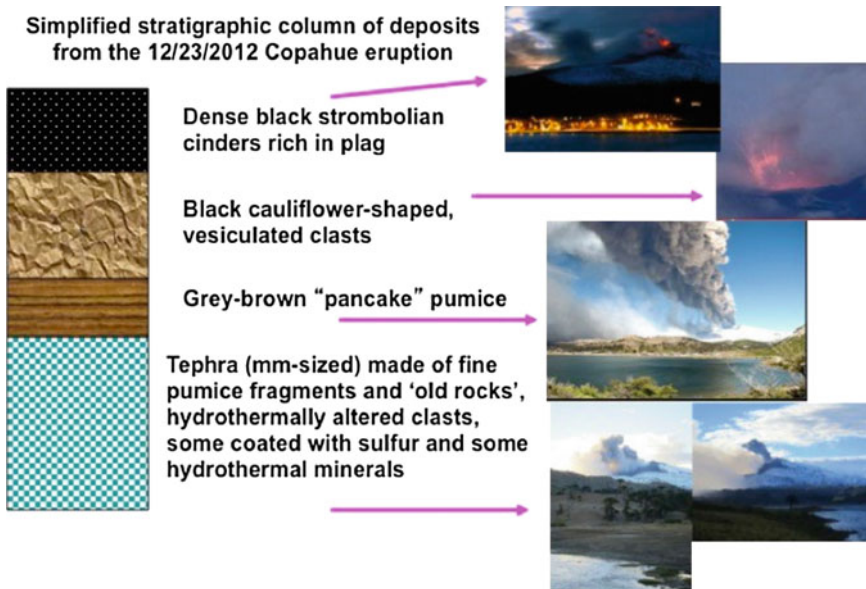 Simplified stratigraphic column of deposits
from the 12/23/2012 Copahue eruption
Dense black strombolian
cinders rich in plag
Black cauliflower-shaped,
vesiculated clasts
Grey-brown “pancake” pumice
Tephra (mm-sized) made of fine
pumice fragments and ‘old rocks’,
hydrothermally altered clasts,
some coated with sulfur and some
hydrothermal minerals